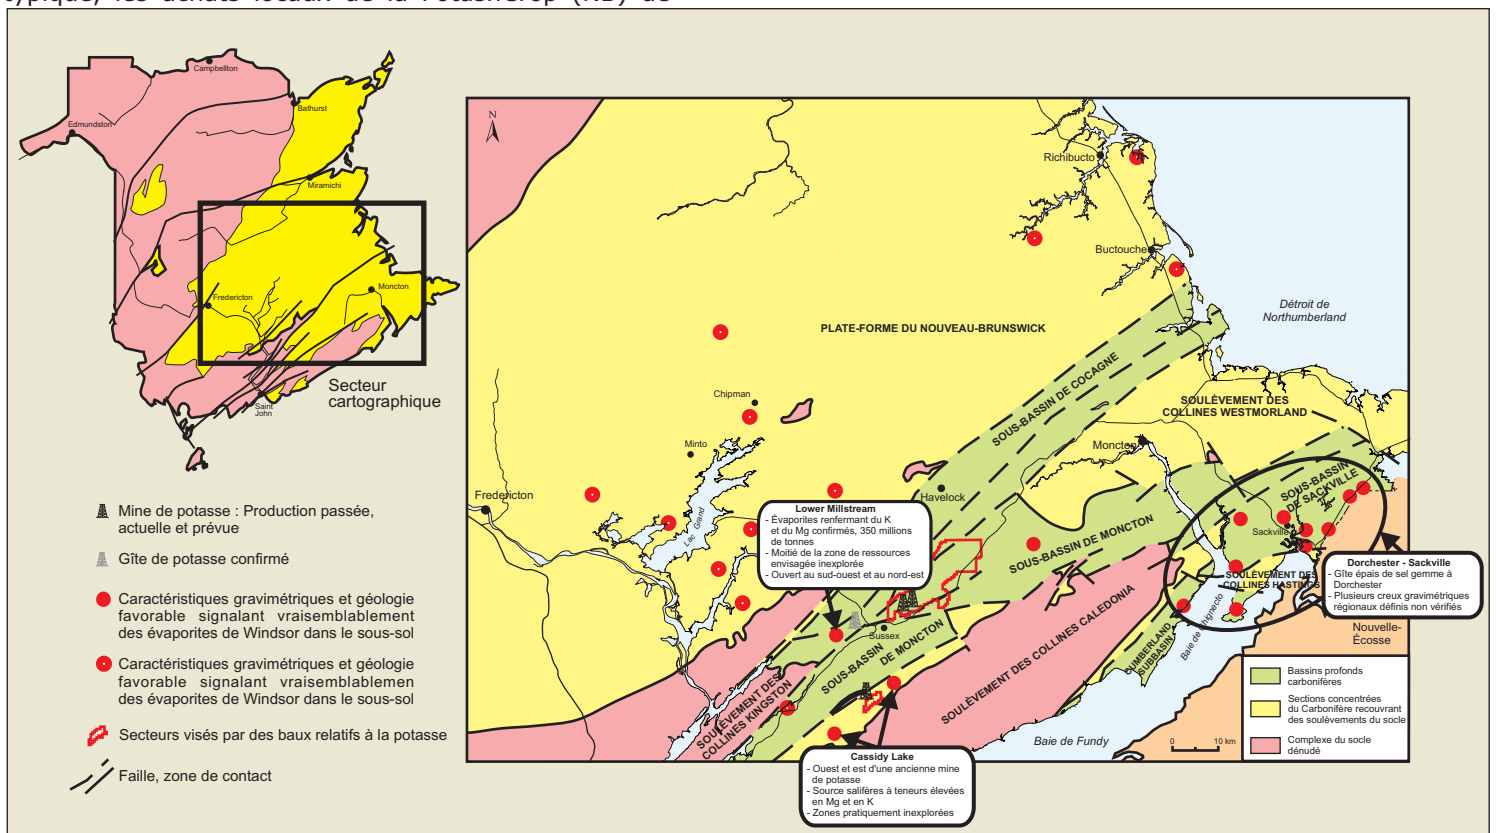 typique, les achats locaux de la PotashCorp (NB) de
Campbellton
Edmundston
Bathurst
Miramichi
Fredericton
Moncton
Saint
John
Secteur
cartographique
Mine de potasse : Production passée,
actuelle et prévue
Gîte de potasse confirmé
Caractéristiques gravimétriques et géologie
favorable signalant vraisemblablement
des évaporites de Windsor dans le sous-sol
Caractéristiques gravimétriques et géologie
favorable signalant vraisemblablemen
des évaporites de Windsor dans le sous-sol
Secteurs visés par des baux relatifs à la potasse
Faille, zone de contact
N
Richibucto
Buctouche
Détroit de
Northumberland
PLATE-FORME DU NOUVEAU-BRUNSWICK
Chipman
Minto
Fredericton
Lac Grand
Havelock
Moncton
SOUS-BASSIN DE COCAGNE
SOULÈVEMENT DES
COLLINES WESTMORLAND
SOUS-BASSIN
DE SACKVILLE
Sackville
SOUS-BASSIN DE MONCTON
Lower Millstream
- Évaporites renfermant du K
et du Mg confirmés, 350 millions
de tonnes
- Moitié de la zone de ressources
envisagée inexplorée
- Ouvert au sud-ouest et au nord-est
Dorchester - Sackville
- Gîte épais de sel gemme à
Dorchester
- Plusieurs creux gravimétriques
régionaux définis non vérifiés
SOULÈVEMENT DES
COLLINES HASTINGS
Baie de Chignecto
CUMBERLAND
SUBBASIN
Nouvelle-
Écosse
Sussex
SOUS-BASSIN
DE MONCTON
SOULÈVEMENT DES COLLINES CALEDONIA
SOULÈVEMENT DES
COLLINES KINGSTON
Baie de Fundy
0 10 km
Bassins profonds
carbonifères
Sections concentrées
du Carbonifère recouvrant
des soulèvements du socle
Complexe du socle
dénudé
Cassidy Lake
- Ouest et est d'une ancienne mine
de potasse
- Source salifères à teneurs élevées
en Mg et en K
- Zones pratiquement inexplorées